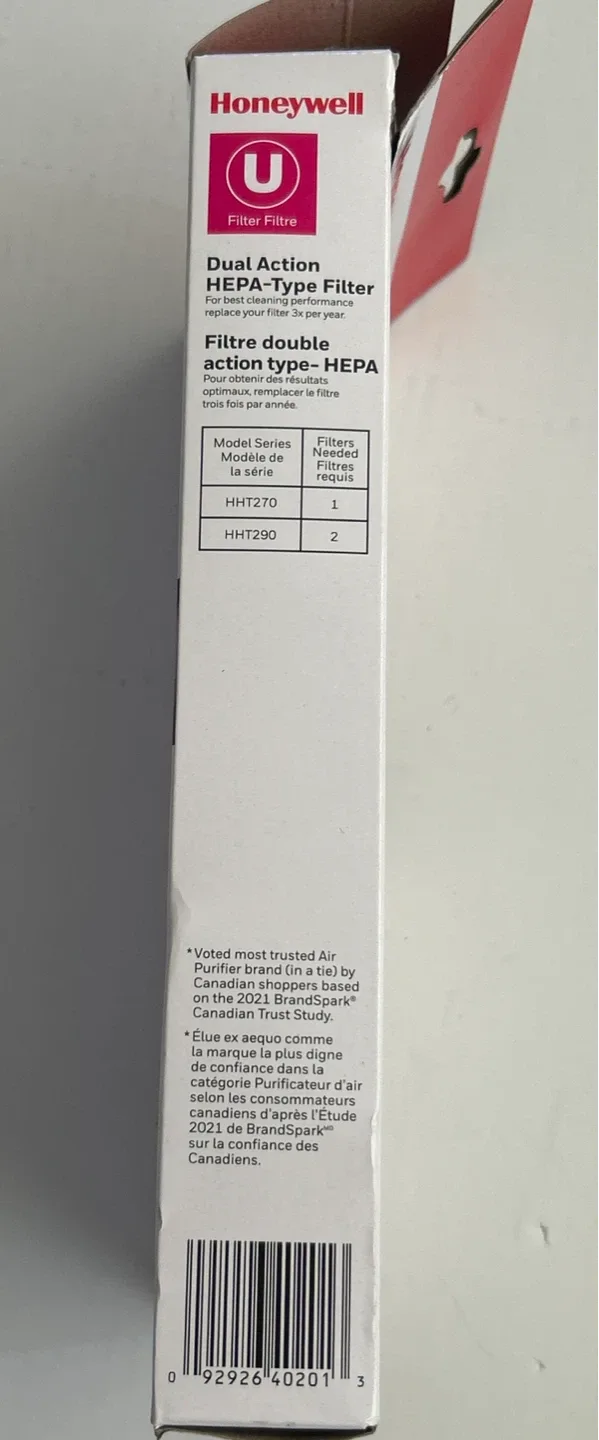 Honeywell
U
Filter Filtre
Dual Action
HEPA-Type Filter
For best cleaning performance
replace your filter 3x per year.
Filtre double
action type- HEPA
Pour obtenir des résultats
optimaux, remplacer le filtre
trois fois par année.
Model Series
Modèle de
la série
Filters
Needed
Filtres
requis
HHT270 1
HHT290 2
*Voted most trusted Air
Purifier brand (in a tie) by
Canadian shoppers based
on the 2021 BrandSpark®
Canadian Trust Study.
*Élue ex aequo comme
la marque la plus digne
de confiance dans la
catégorie Purificateur d'air
selon les consommateurs
canadiens d'après l'Étude
2021 de BrandSparkᴹᴰ
sur la confiance des
Canadiens.
0 92926 40201 3